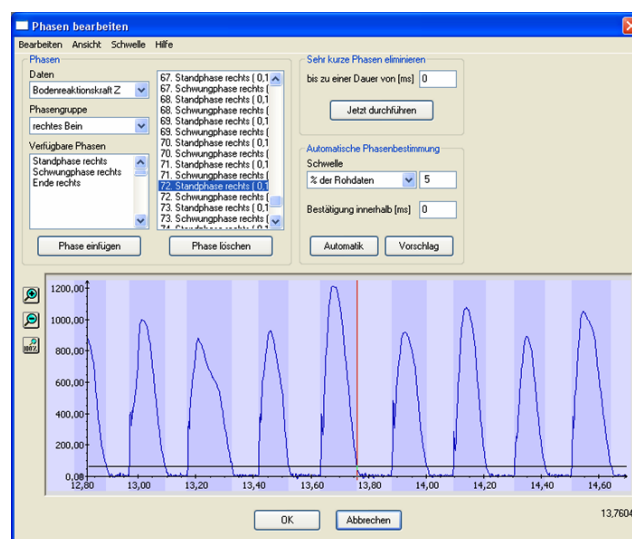 Phasen bearbeiten
Bearbeiten Ansicht Schwelle Hilfe
Phasen
Daten
Bodenreaktionskraft Z
Phasengruppe
rechtes Bein
Verfügbare Phasen
Standphase rechts
Schwungphase rechts
Ende rechts
Phase einfügen
67. Standphase rechts ( 0,1
67. Schwungphase rechts (
68. Standphase rechts ( 0,1
68. Schwungphase rechts (
69. Standphase rechts ( 0,1
69. Schwungphase rechts (
70. Standphase rechts ( 0,1
70. Schwungphase rechts (
71. Standphase rechts ( 0,1
71. Schwungphase rechts (
72. Standphase rechts ( 0,1
72. Schwungphase rechts (
73. Standphase rechts ( 0,1
73. Schwungphase rechts (
74. Standphase rechts ( 0,1
Phase löschen
Sehr kurze Phasen eliminieren
bis zu einer Dauer von [ms] 0
Jetzt durchführen
Automatische Phasenbestimmung
Schwelle
% der Rohdaten 5
Bestätigung innerhalb [ms] 0
Automatik Vorschlag
1200,00
1000,00
800,00
600,00
400,00
200,00
0,08
12,80 13,00 13,20 13,40 13,60 13,80 14,00 14,20 14,40 14,60
100%
OK Abbrechen
13,7604